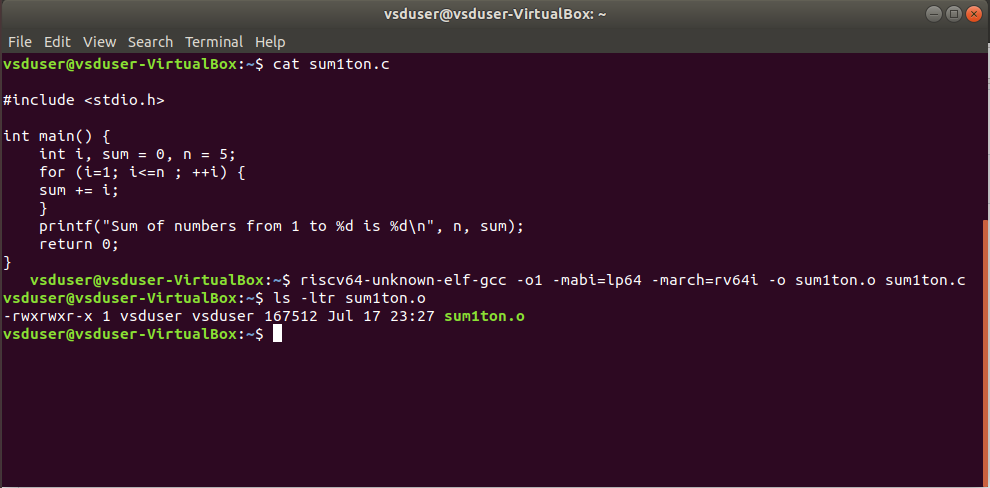 vsduser@vsduser-VirtualBox: ~
File Edit View Search Terminal Help
vsduser@vsduser-VirtualBox:~$ cat sum1ton.c
#include <stdio.h>
int main() {
    int i, sum = 0, n = 5;
    for (i=1; i<=n ; ++i) {
    sum += i;
    }
    printf("Sum of numbers from 1 to %d is %d\n", n, sum);
    return 0;
}
   vsduser@vsduser-VirtualBox:~$ riscv64-unknown-elf-gcc -o1 -mabi=lp64 -march=rv64i -o sum1ton.o sum1ton.c
vsduser@vsduser-VirtualBox:~$ ls -ltr sum1ton.o
-rwxrwxr-x 1 vsduser vsduser 167512 Jul 17 23:27 sum1ton.o
vsduser@vsduser-VirtualBox:~$